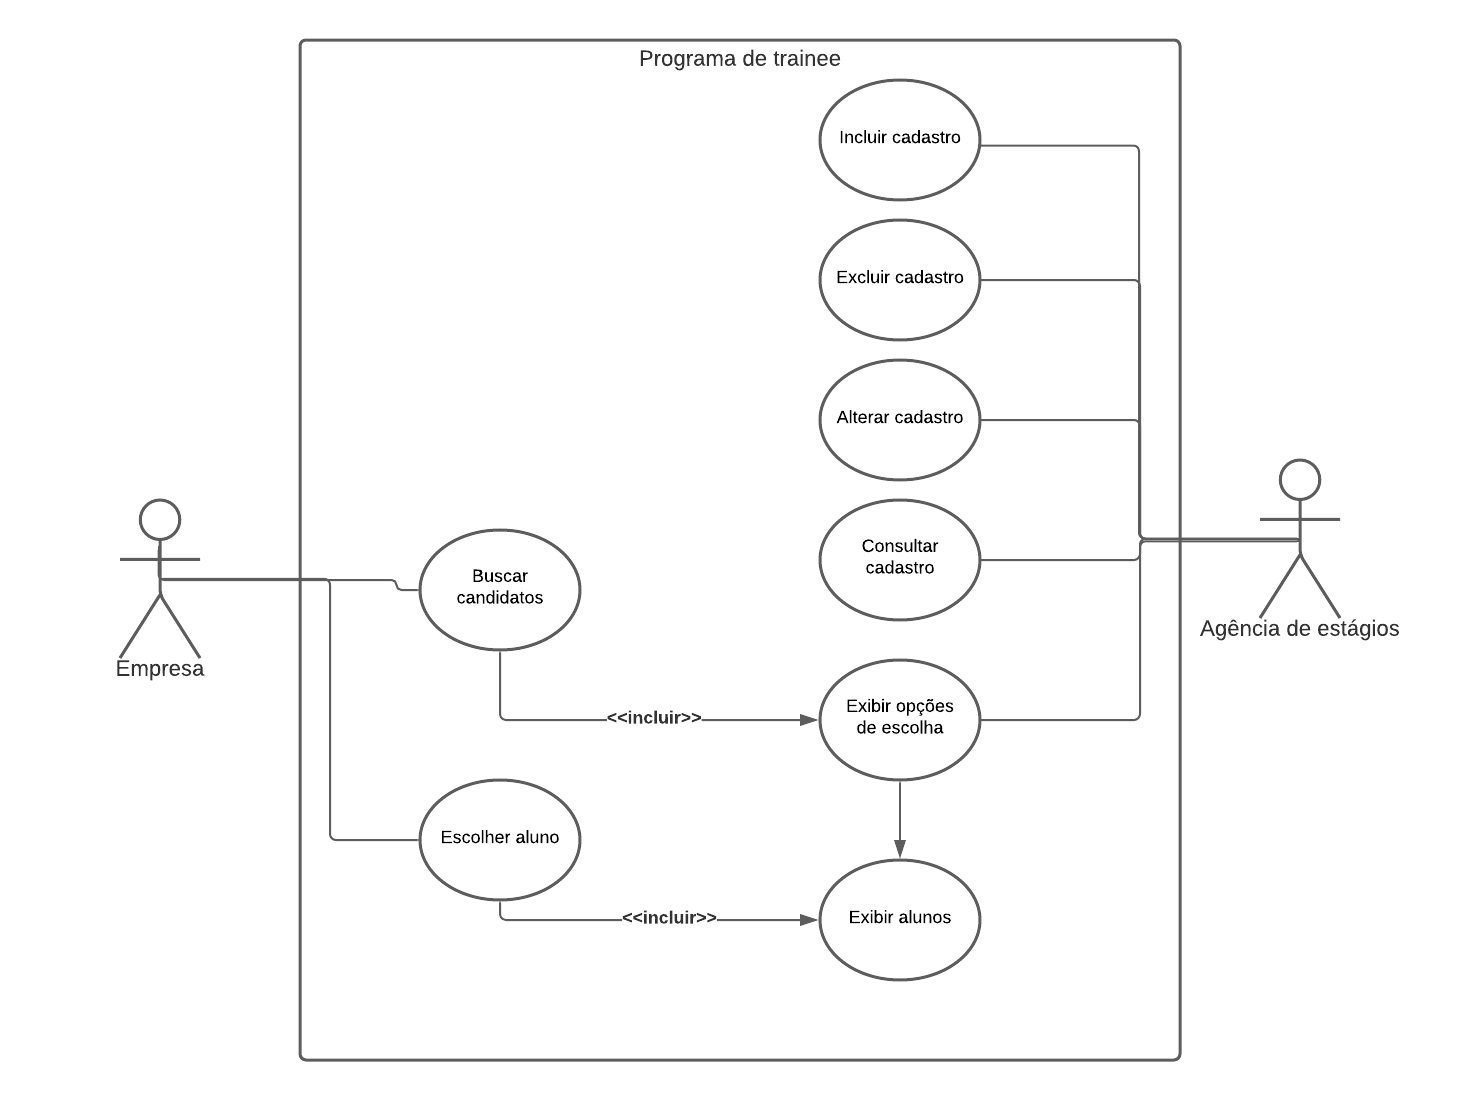 Programa de trainee
Incluir cadastro
Excluir cadastro
Alterar cadastro
Consultar
cadastro
Agência de estágios
Buscar
candidatos
Empresa
<<incluir>>
Exibir opções
de escolha
Escolher aluno
<<incluir>>
Exibir alunos